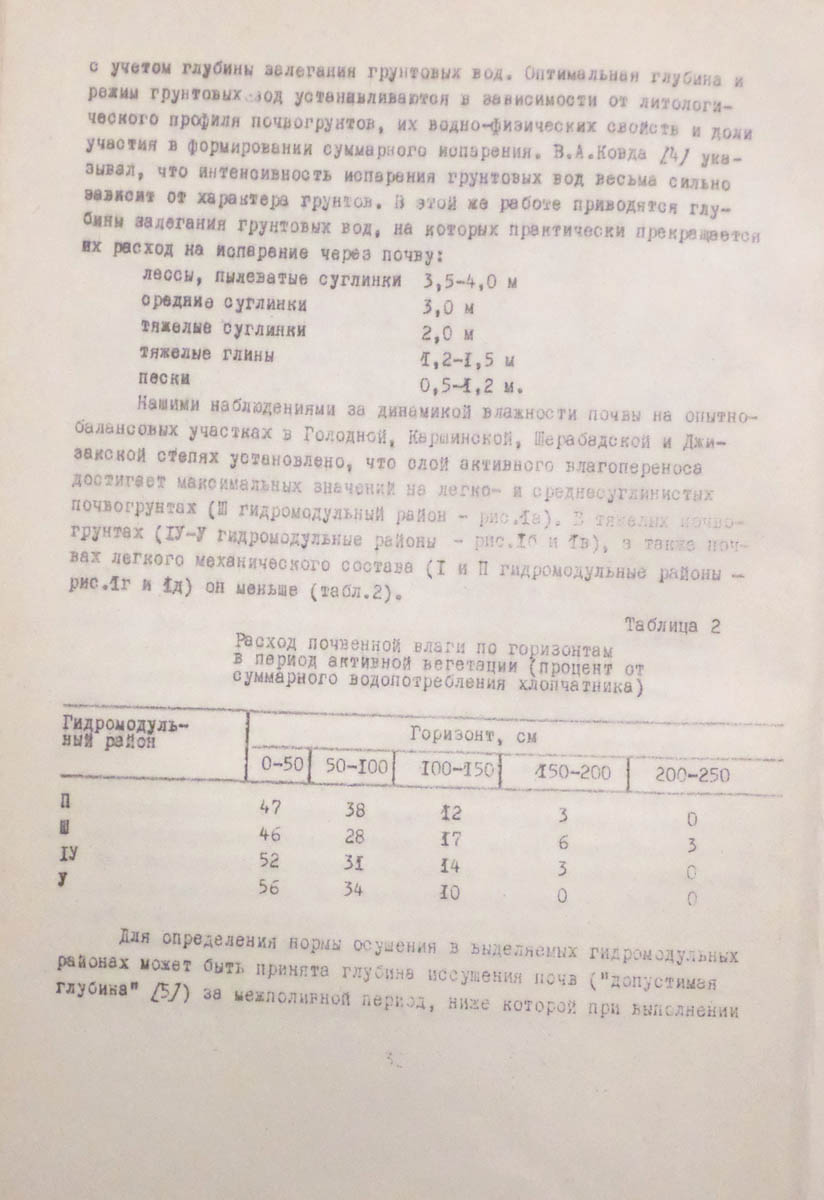 с учетом глубины залегания грунтовых вод. Оптимальная глубина и
режим грунтовых вод устанавливаются в зависимости от литологи-
ческого профиля почвогрунтов, их водно-физических свойств и доли
участия в формировании суммарного испарения. В.А.Ковда [4] ука-
зывал, что интенсивность испарения грунтовых вод весьма сильно
зависит от характера грунтов. В этой же работе приводятся глу-
бины залегания грунтовых вод, на которых практически прекращается
их расход на испарение через почву:
лессы, пылеватые суглинки 3,5-4,0 м
средние суглинки 3,0 м
тяжелые суглинки 2,0 м
тяжелые глины 1,2-1,5 м
пески 0,5-1,2 м.
Нашими наблюдениями за динамикой влажности почвы на опытно-
балансовых участках в Голодной, Каршинской, Шерабадской и Джи-
закской степях установлено, что слой активного влагопереноса
достигает максимальных значений на легко- и среднесуглинистых
почвогрунтах (Ш гидромодульный район - рис.1а). В тяжелых почво-
грунтах (IУ-У гидромодульные районы - рис.1б и 1в), а также поч-
вах легкого механического состава (I и П гидромодульные районы -
рис.1г и 1д) он меньше (табл.2).
Таблица 2
Расход почвенной влаги по горизонтам
в период активной вегетации (процент от
суммарного водопотребления хлопчатника)
Гидромодуль- Горизонт, см
ный район
0-50 50-100 100-150 150-200 200-250
П 47 38 12 3 0
Ш 46 28 17 6 3
IУ 52 31 14 3 0
У 56 34 10 0 0
Для определения нормы осушения в выделяемых гидромодульных
районах может быть принята глубина иссушения почв ("допустимая
глубина" [5]) за межполивной период, ниже которой при выполнении